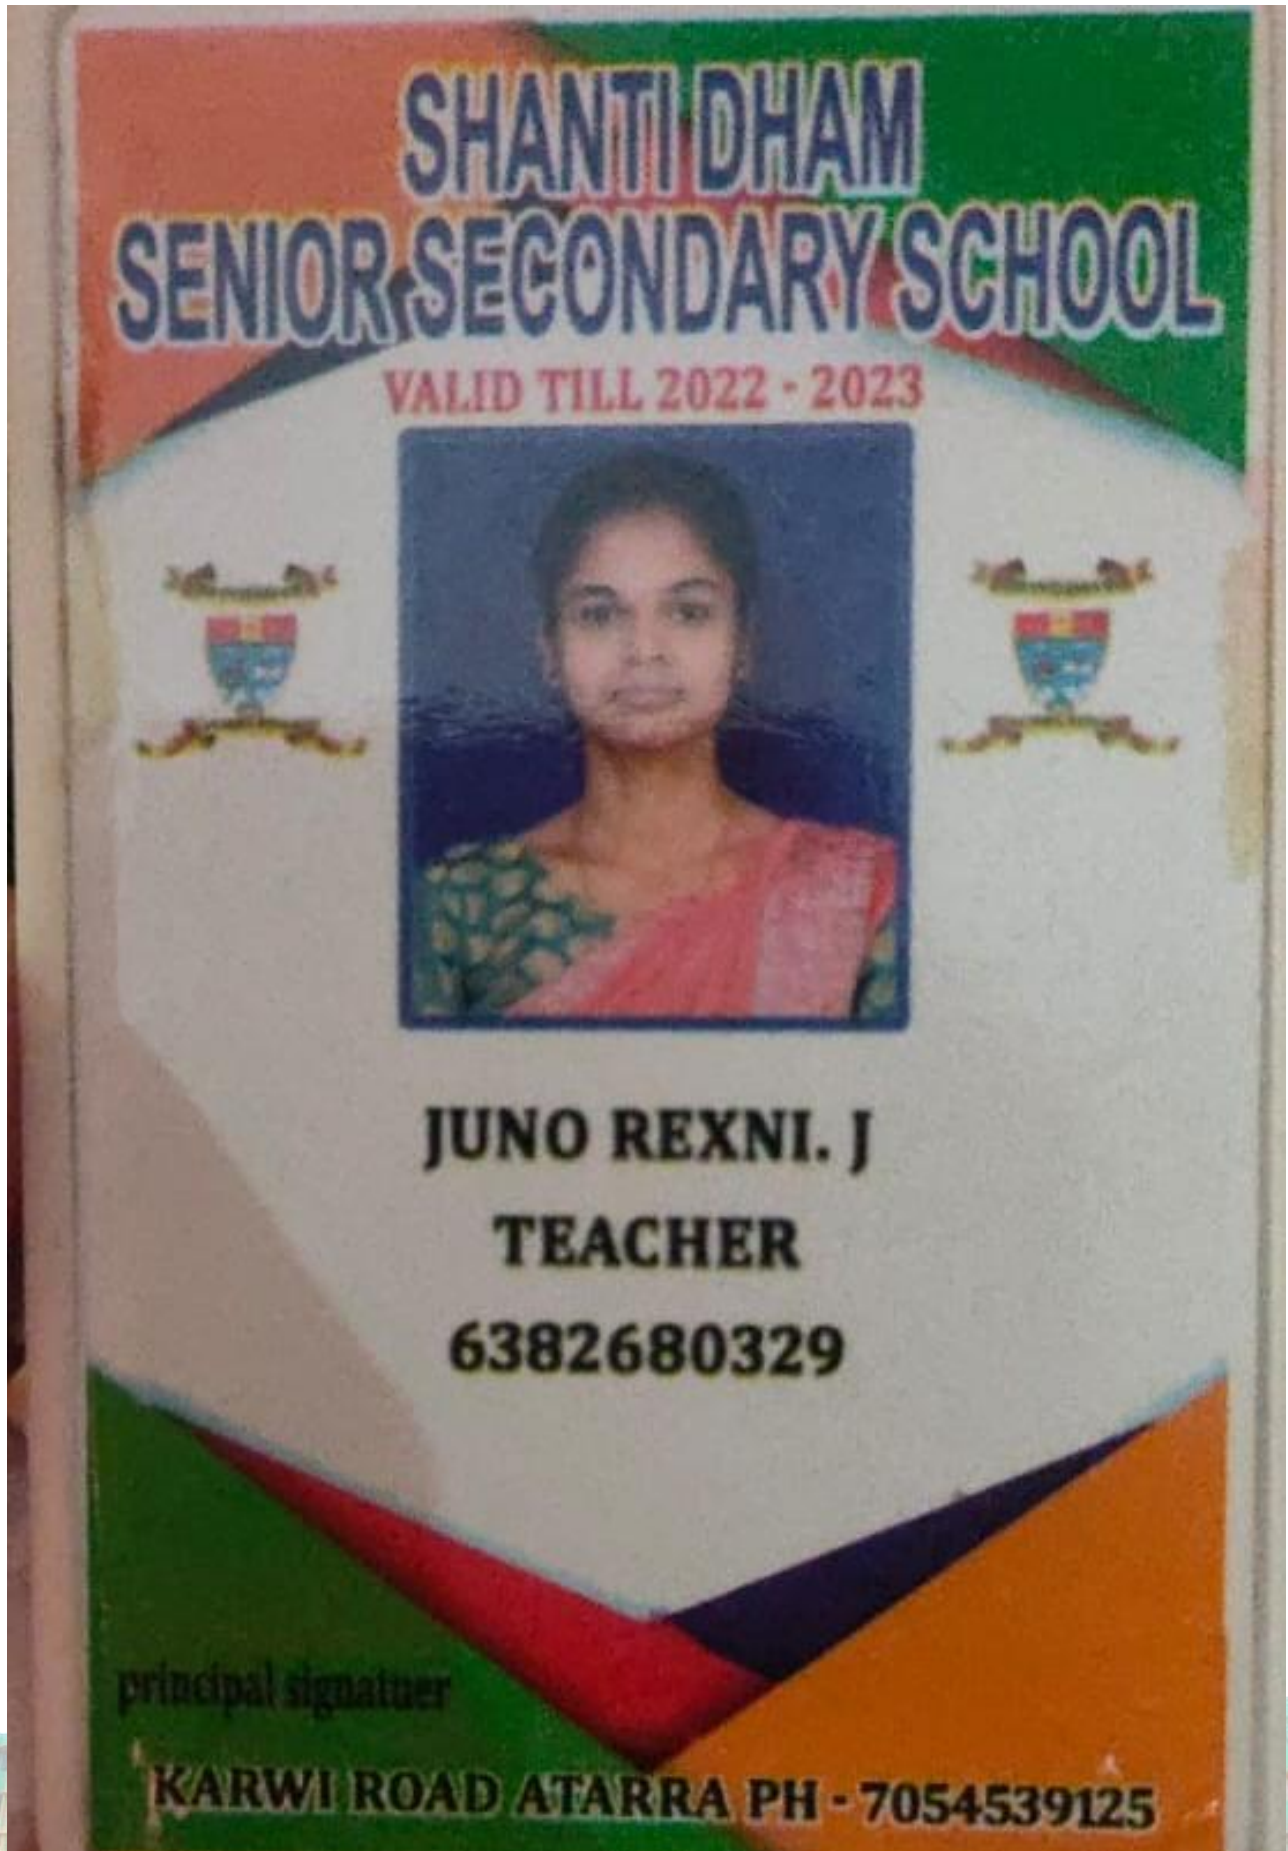 SHANTI DHAM
SENIOR SECONDARY SCHOOL
VALID TILL 2022 - 2023
JUNO REXNI. J
TEACHER
6382680329
principal signatuer
KARWI ROAD ATARRA PH - 7054539125